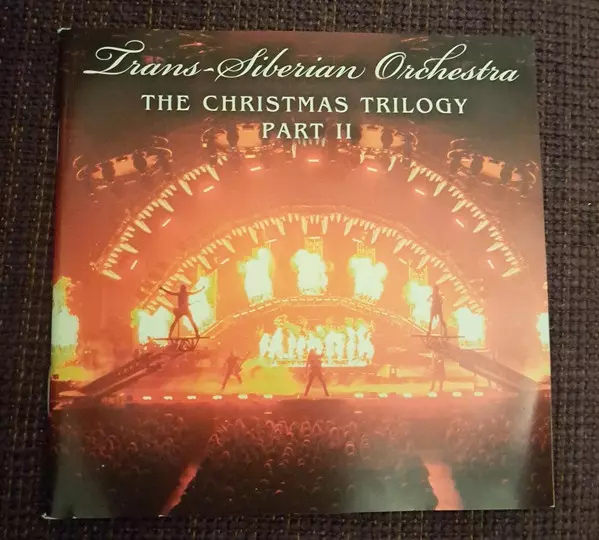 Trans-Siberian Orchestra
THE CHRISTMAS TRILOGY
PART II